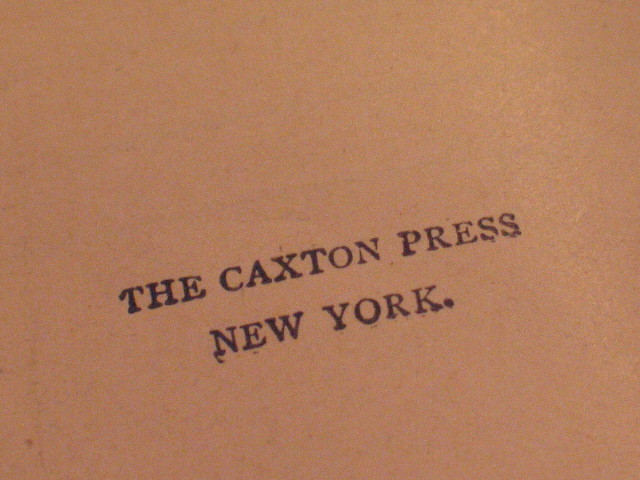 THE CAXTON PRESS
NEW YORK.